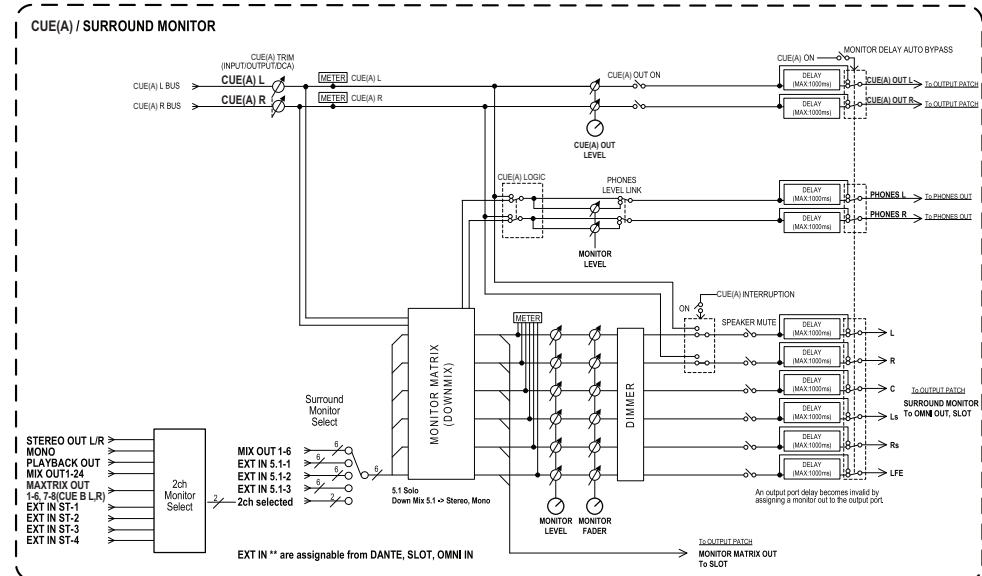 CUE(A) / SURROUND MONITOR
CUE(A) TRIM
(INPUT/OUTPUT/DCA)
CUE(A) L BUS
CUE(A) L
METER
CUE(A) L
CUE(A) R BUS
CUE(A) R
METER
CUE(A) R
CUE(A) OUT ON
CUE(A) OUT
LEVEL
CUE(A) ON
MONITOR DELAY AUTO BYPASS
DELAY
(MAX:1000ms)
CUE(A) OUT L
To OUTPUT PATCH
DELAY
(MAX:1000ms)
CUE(A) OUT R
To OUTPUT PATCH
CUE(A) LOGIC
PHONES
LEVEL LINK
MONITOR
LEVEL
DELAY
(MAX:1000ms)
PHONES L
To PHONES OUT
DELAY
(MAX:1000ms)
PHONES R
To PHONES OUT
CUE(A) INTERRUPTION
ON
SPEAKER MUTE
METER
MONITOR MATRIX
(DOWNMIX)
DIMMER
DELAY
(MAX:1000ms)
L
DELAY
(MAX:1000ms)
R
DELAY
(MAX:1000ms)
C
DELAY
(MAX:1000ms)
Ls
DELAY
(MAX:1000ms)
Rs
DELAY
(MAX:1000ms)
LFE
To OUTPUT PATCH
SURROUND MONITOR
To OMNI OUT, SLOT
An output port delay becomes invalid by
assigning a monitor out to the output port.
Surround
Monitor
Select
MIX OUT 1-6
6
EXT IN 5.1-1
6
EXT IN 5.1-2
6
EXT IN 5.1-3
6
2ch selected
2
6
5.1 Solo
Down Mix 5.1 -> Stereo, Mono
STEREO OUT L/R
MONO
PLAYBACK OUT
MIX OUT1-24
MAXTRIX OUT
1-6, 7-8(CUE B L,R)
EXT IN ST-1
EXT IN ST-2
EXT IN ST-3
EXT IN ST-4
2ch
Monitor
Select
2
MONITOR
LEVEL
MONITOR
FADER
EXT IN ** are assignable from DANTE, SLOT, OMNI IN
To OUTPUT PATCH
MONITOR MATRIX OUT
To SLOT